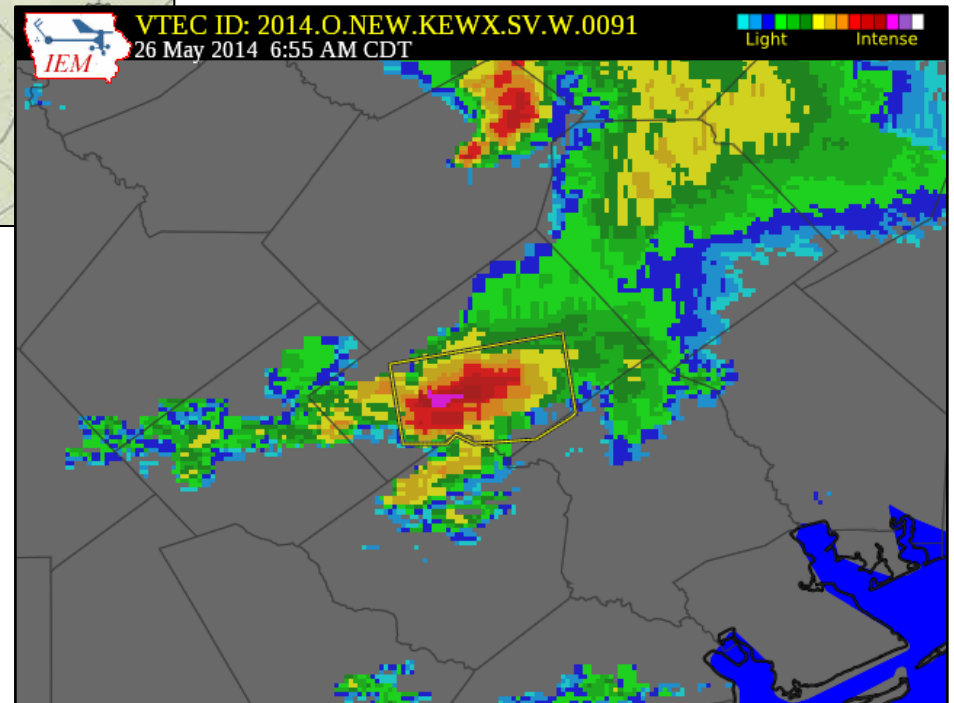 VTEC ID: 2014.O.NEW.KEWX.SV.W.0091
26 May 2014 6:55 AM CDT
IEM
Light Intense